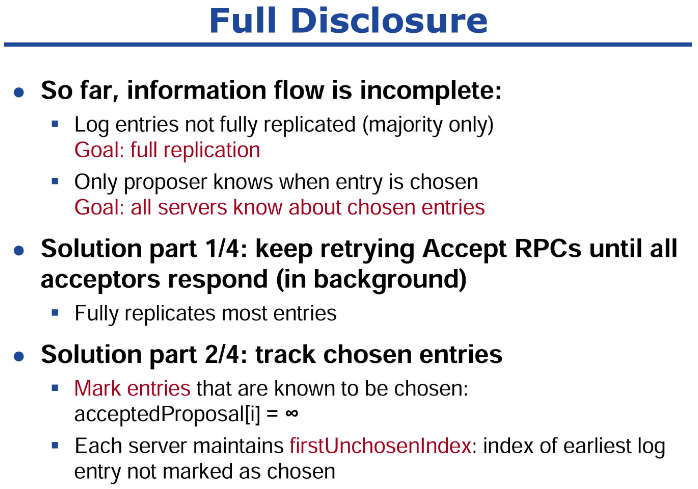 Full Disclosure
● So far, information flow is incomplete:
▪ Log entries not fully replicated (majority only)
Goal: full replication
▪ Only proposer knows when entry is chosen
Goal: all servers know about chosen entries
● Solution part 1/4: keep retrying Accept RPCs until all
acceptors respond (in background)
▪ Fully replicates most entries
● Solution part 2/4: track chosen entries
▪ Mark entries that are known to be chosen:
acceptedProposal[i] = ∞
▪ Each server maintains firstUnchosenIndex: index of earliest log
entry not marked as chosen